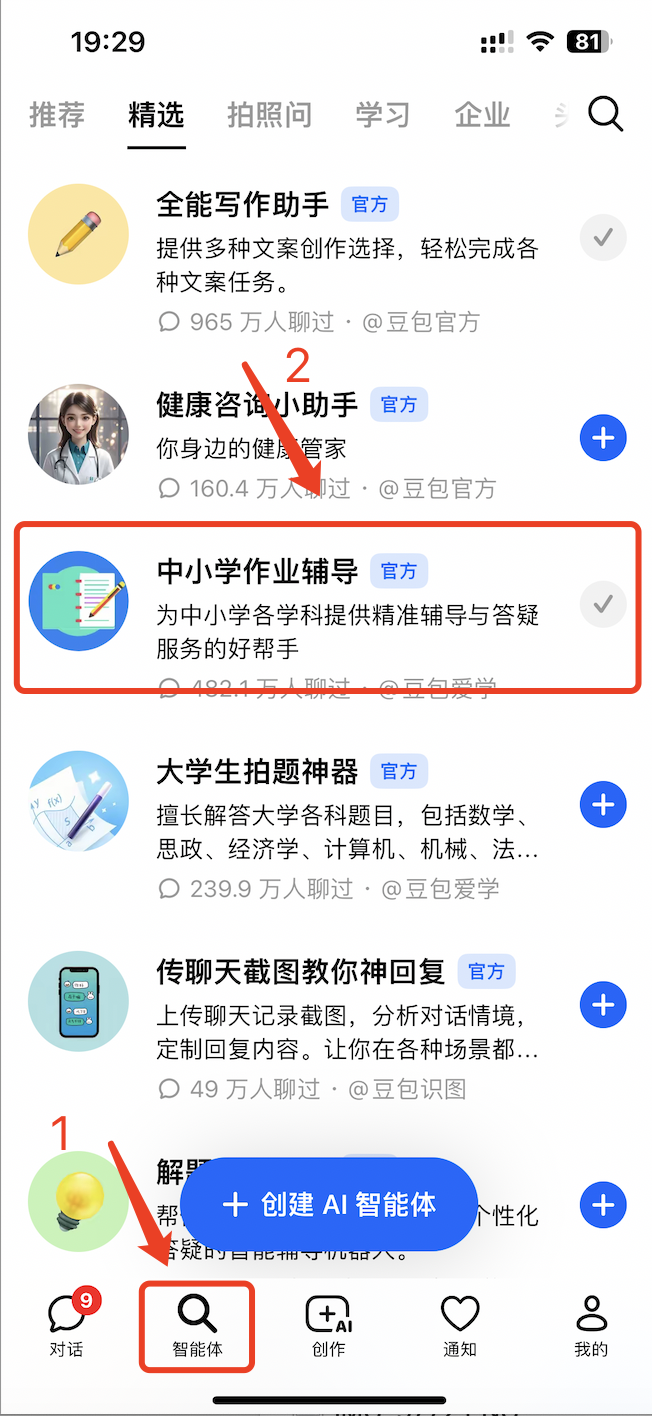 19:29
81
推荐 精选 拍照问 学习 企业
全能写作助手 官方
提供多种文案创作选择，轻松完成各
种文案任务。
965 万人聊过 · @豆包官方
2
健康咨询小助手 官方
你身边的健康管家
160.4 万人聊过 · @豆包官方
中小学作业辅导 官方
为中小学各学科提供精准辅导与答疑
服务的好帮手
482.1 万人聊过 · @豆包爱学
大学生拍题神器 官方
擅长解答大学各科题目，包括数学、
思政、经济学、计算机、机械、法...
239.9 万人聊过 · @豆包爱学
传聊天截图教你神回复 官方
上传聊天记录截图，分析对话情境，
定制回复内容。让你在各种场景都...
49 万人聊过 · @豆包识图
1
解题
帮 个性化
答疑的智能辅导机器人。
+ 创建 AI 智能体
9
AI
对话 智能体 创作 通知 我的